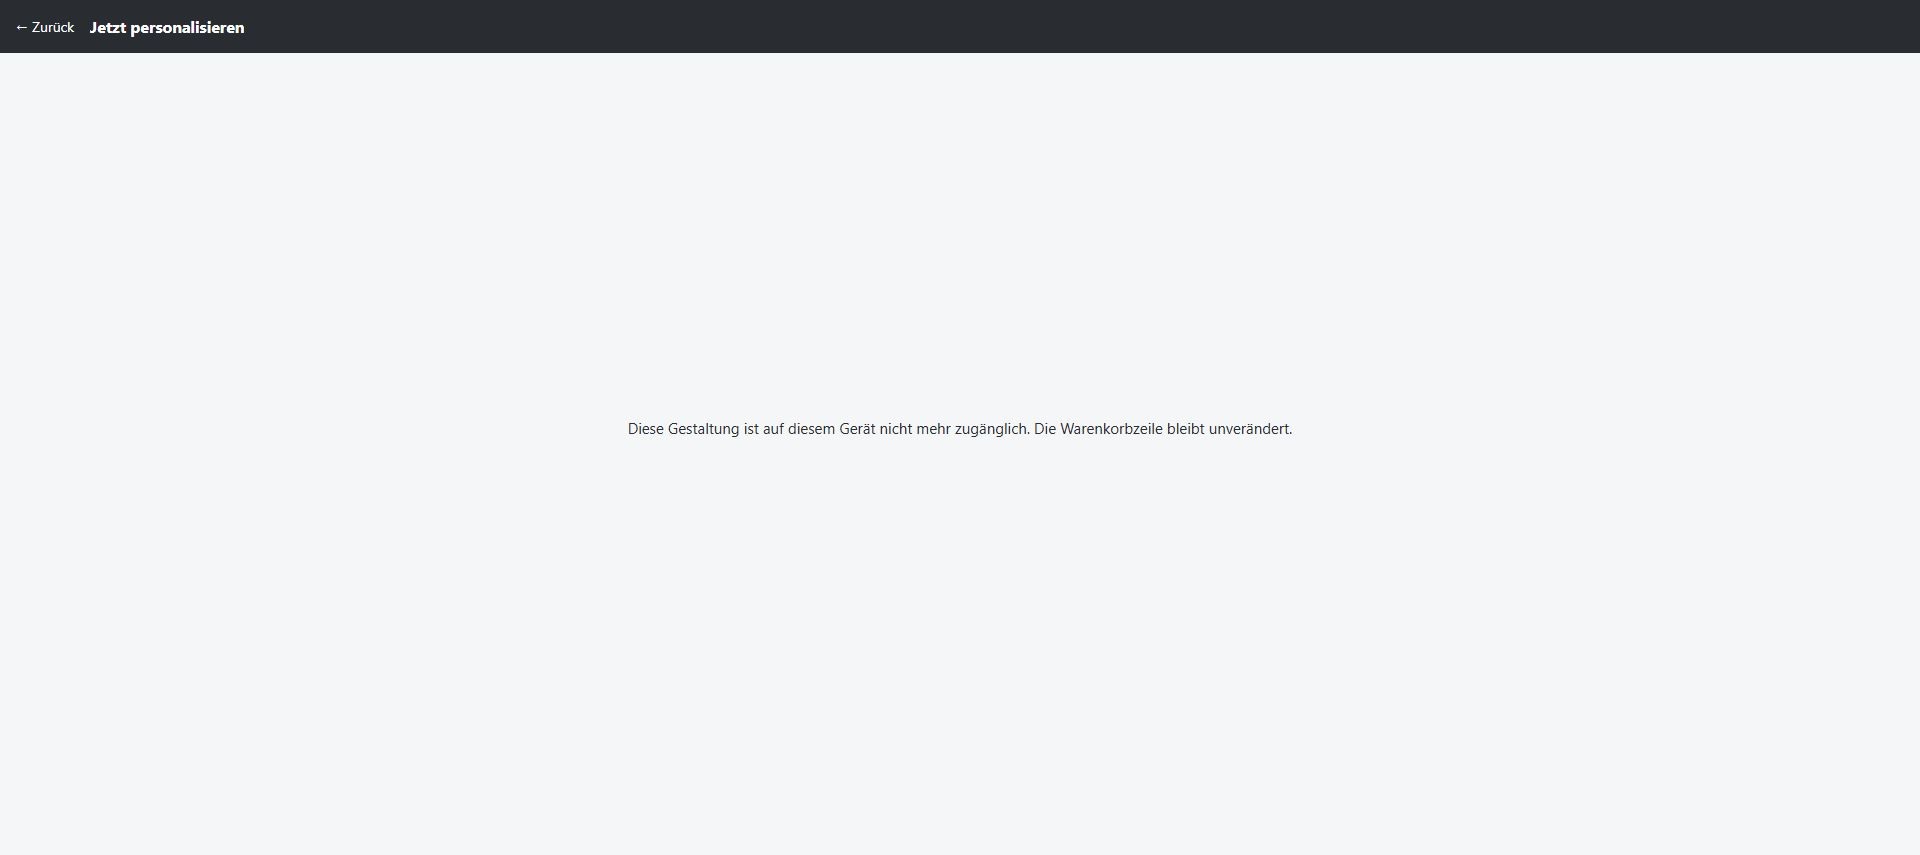 ← Zurück Jetzt personalisieren
Diese Gestaltung ist auf diesem Gerät nicht mehr zugänglich. Die Warenkorbzeile bleibt unverändert.